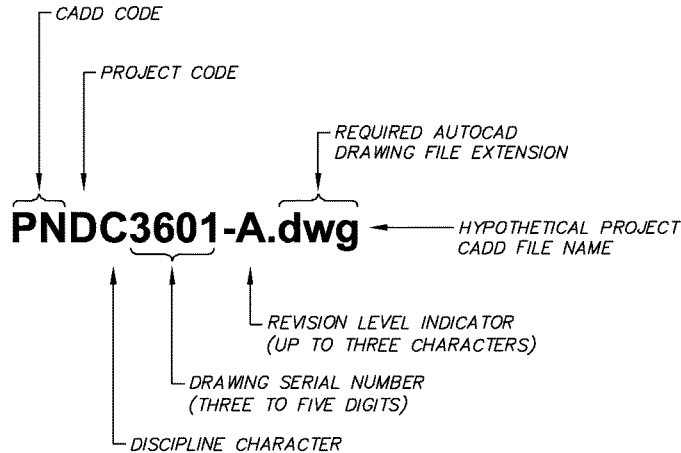 CADD CODE
PROJECT CODE
REQUIRED AUTOCAD
DRAWING FILE EXTENSION
PNDC3601-A.dwg
HYPOTHETICAL PROJECT
CADD FILE NAME
REVISION LEVEL INDICATOR
(UP TO THREE CHARACTERS)
DRAWING SERIAL NUMBER
(THREE TO FIVE DIGITS)
DISCIPLINE CHARACTER